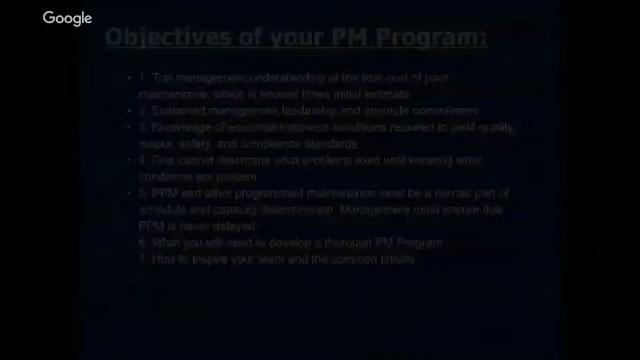 Google
Objectives of your PM Program:
• 1. Top management understanding of the true cost of poor
maintenance, which is several times initial estimate
• 2. Sustained management leadership and absolute commitment
• 3. Knowledge of equipment/process conditions required to yield quality,
output, safety, and compliance standards
• 4. One cannot determine what problems exist until knowing what
conditions are present
• 5. PPM and other programmed maintenance must be a normal part of
schedule and capacity determination. Management must ensure that
PPM is never delayed
6. What you will need to develop a thorough PM Program
7. How to inspire your team and the common pitfalls